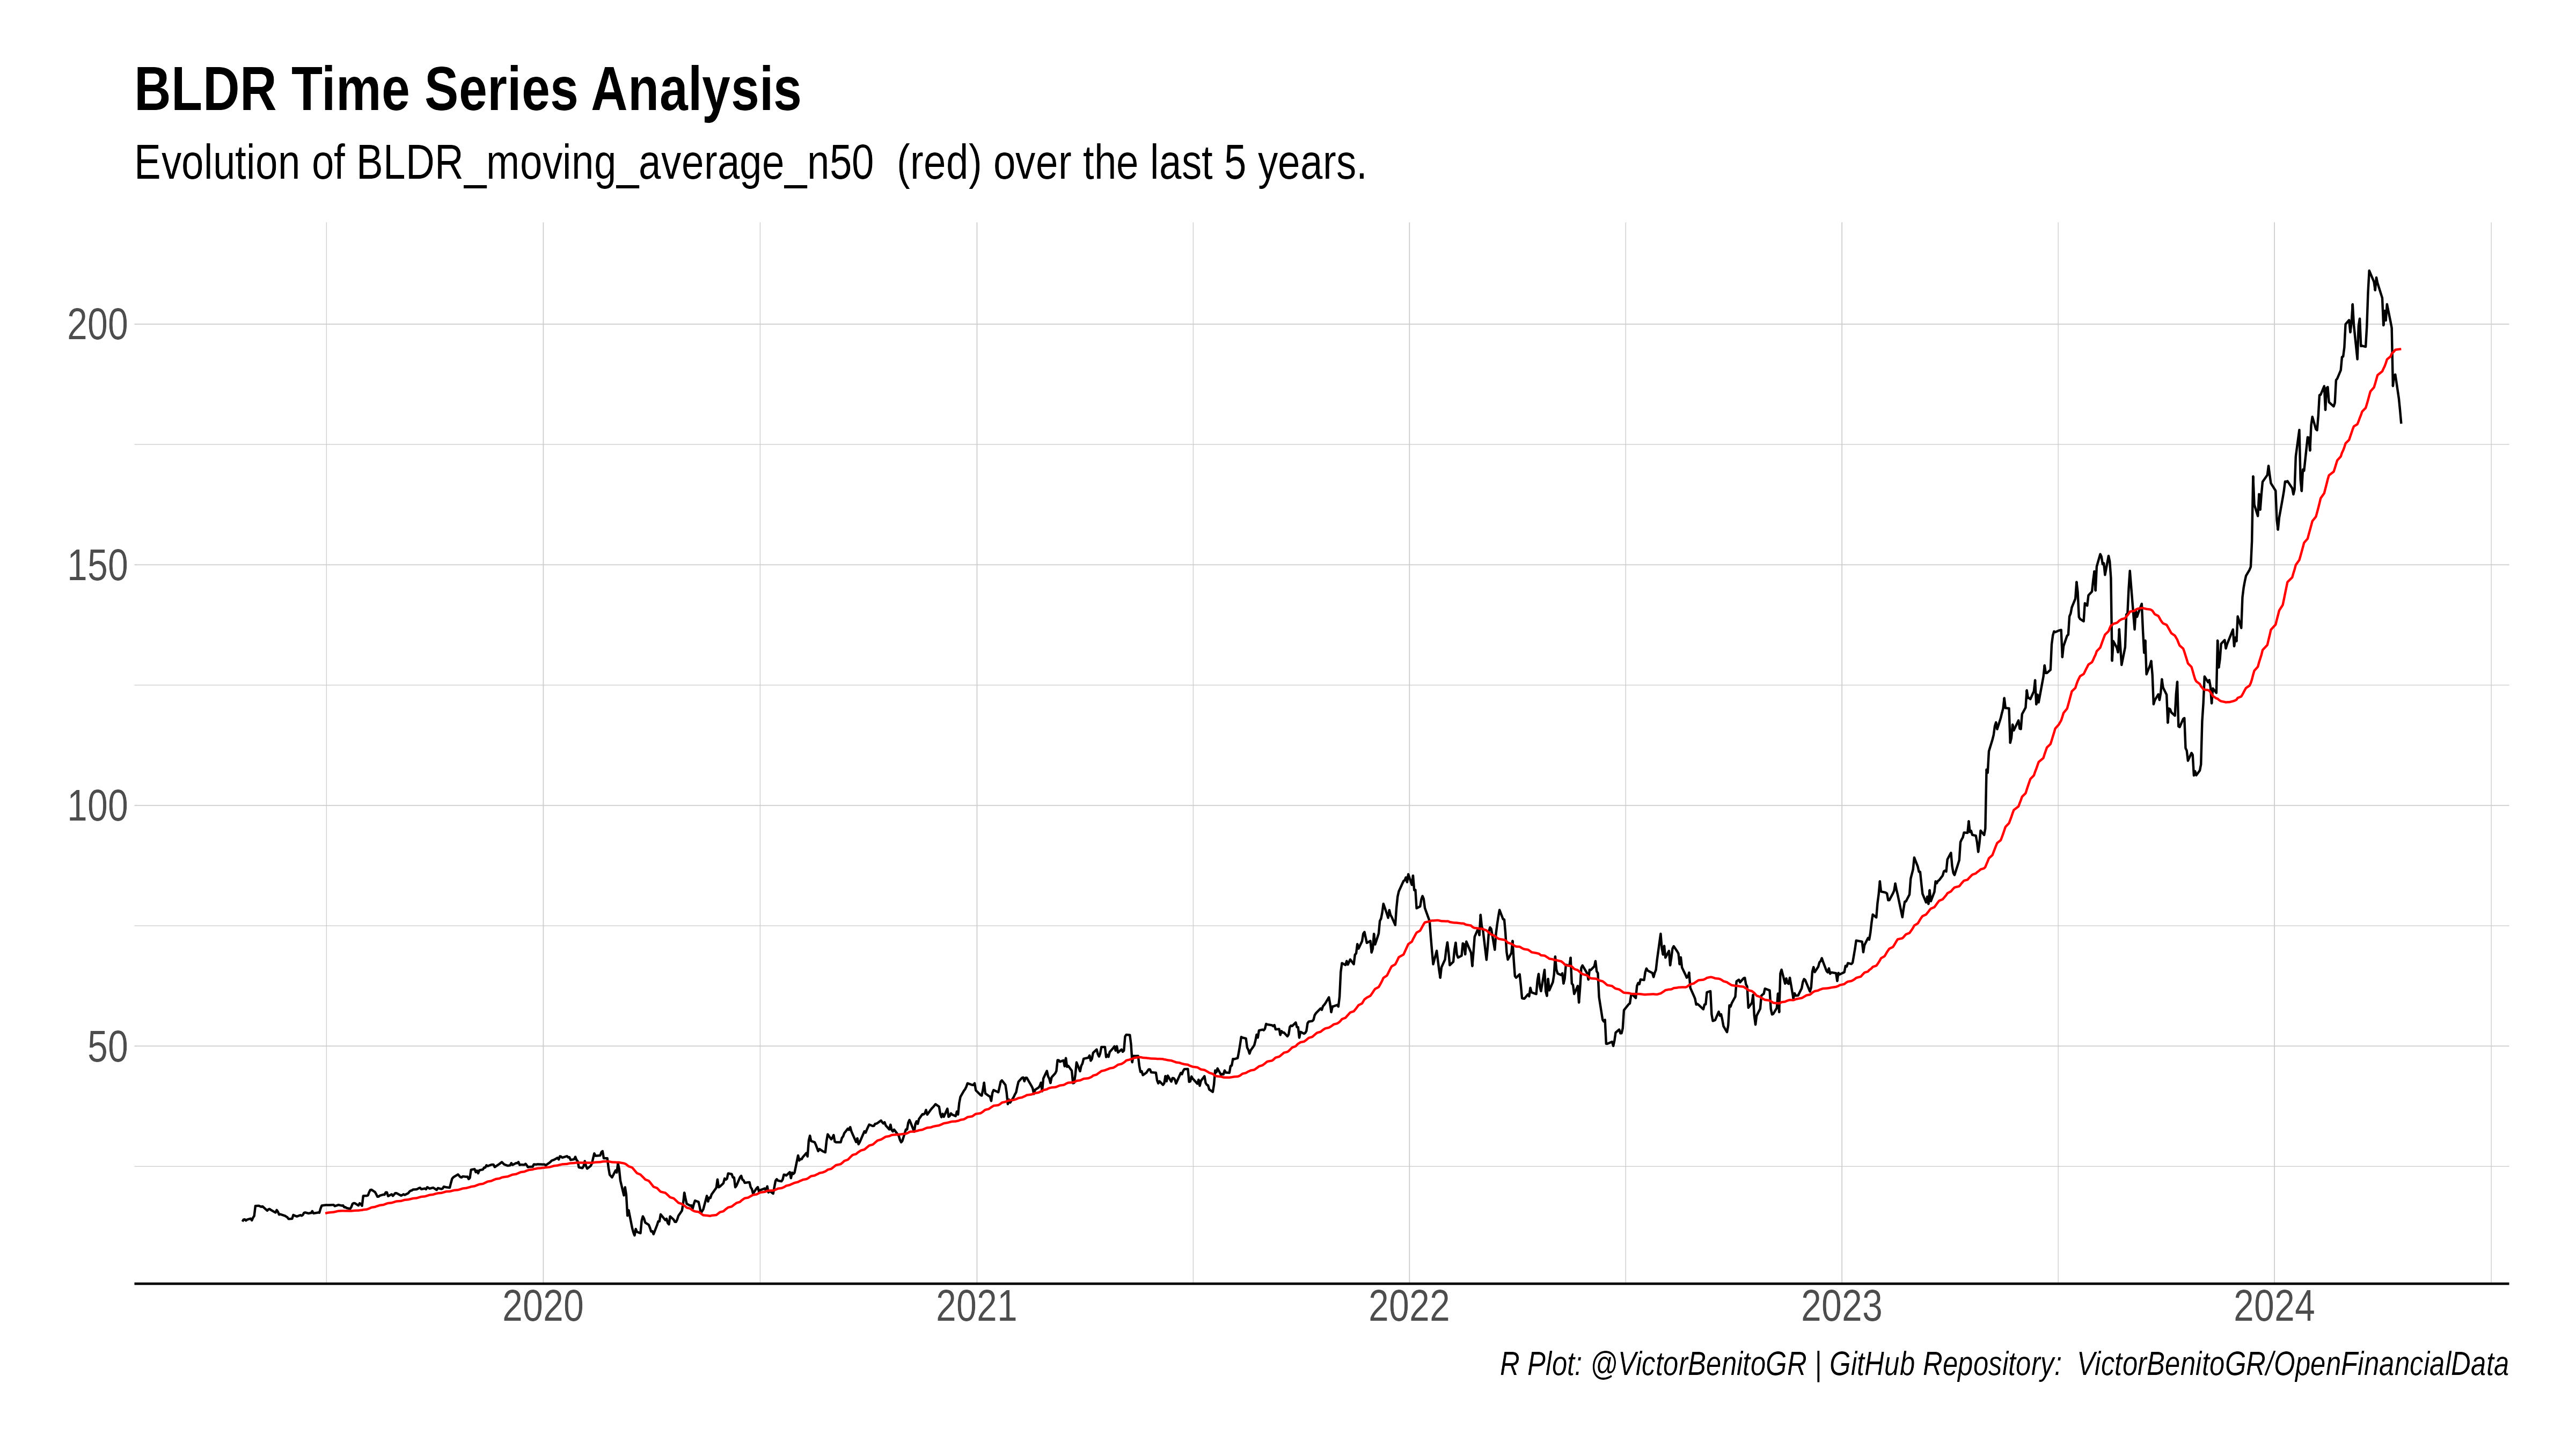 BLDR Time Series Analysis
Evolution of BLDR_moving_average_n50  (red) over the last 5 years.
200
150
100
50
2020 2021 2022 2023 2024
R Plot: @VictorBenitoGR | GitHub Repository:  VictorBenitoGR/OpenFinancialData